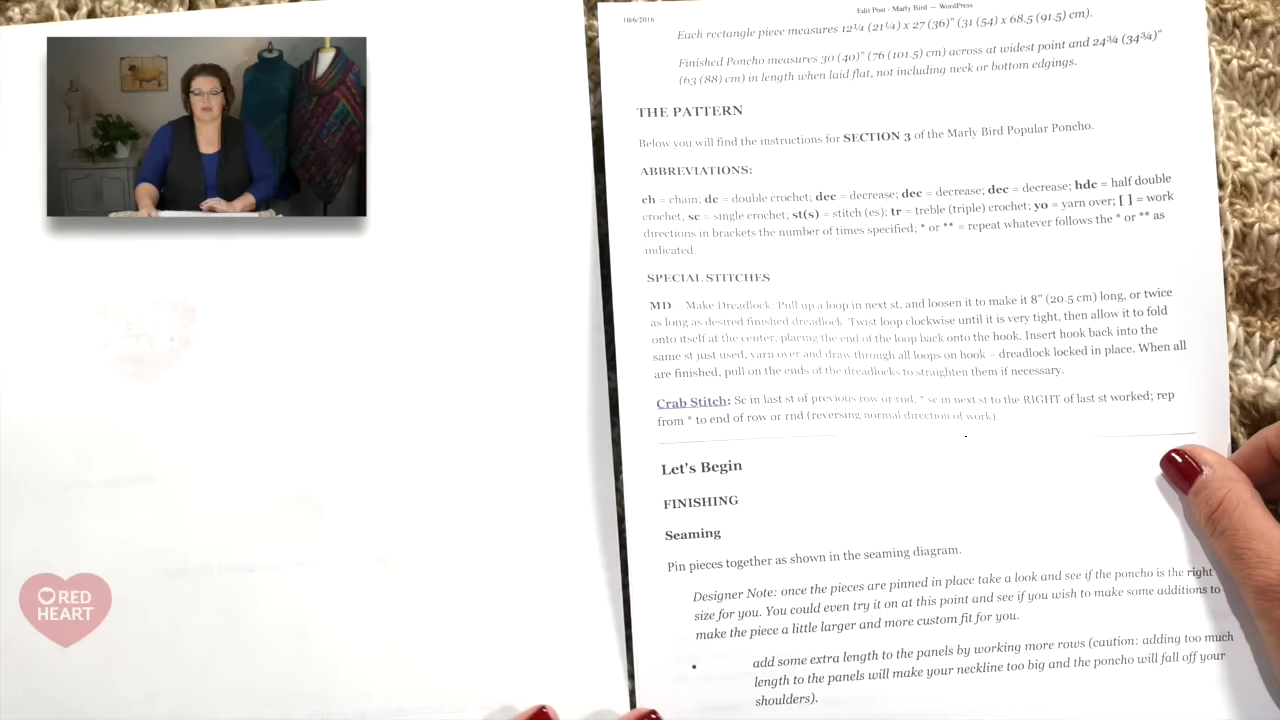 10/6/2016
Edit Post - Marly Bird — WordPress
Each rectangle piece measures 12¼ (21¼) x 27 (36)" (31 (54) x 68.5 (91.5) cm).
Finished Poncho measures 30 (40)" (76 (101.5) cm) across at widest point and 24¾ (34¾)"
(63 (88) cm) in length when laid flat, not including neck or bottom edgings.
THE PATTERN
Below you will find the instructions for SECTION 3 of the Marly Bird Popular Poncho.
ABBREVIATIONS:
ch = chain; dc = double crochet; dec = decrease; dec = decrease; dec = decrease; hdc = half double
crochet, sc = single crochet, st(s) = stitch (es); tr = treble (triple) crochet; yo = yarn over; [ ] = work
directions in brackets the number of times specified; * or ** = repeat whatever follows the * or ** as
indicated.
SPECIAL STITCHES
MD – Make Dreadlock: Pull up a loop in next st, and loosen it to make it 8" (20.5 cm) long, or twice
as long as desired finished dreadlock. Twist loop clockwise until it is very tight, then allow it to fold
onto itself at the center, placing the end of the loop back onto the hook. Insert hook back into the
same st just used, yarn over and draw through all loops on hook – dreadlock locked in place. When all
are finished, pull on the ends of the dreadlocks to straighten them if necessary.
Crab Stitch: Sc in last st of previous row or rnd, * sc in next st to the RIGHT of last st worked; rep
from * to end of row or rnd (reversing normal direction of work).
Let's Begin
FINISHING
Seaming
Pin pieces together as shown in the seaming diagram.
Designer Note: once the pieces are pinned in place take a look and see if the poncho is the right
size for you. You could even try it on at this point and see if you wish to make some additions to
make the piece a little larger and more custom fit for you.
• add some extra length to the panels by working more rows (caution: adding too much
length to the panels will make your neckline too big and the poncho will fall off your
shoulders).
RED
HEART